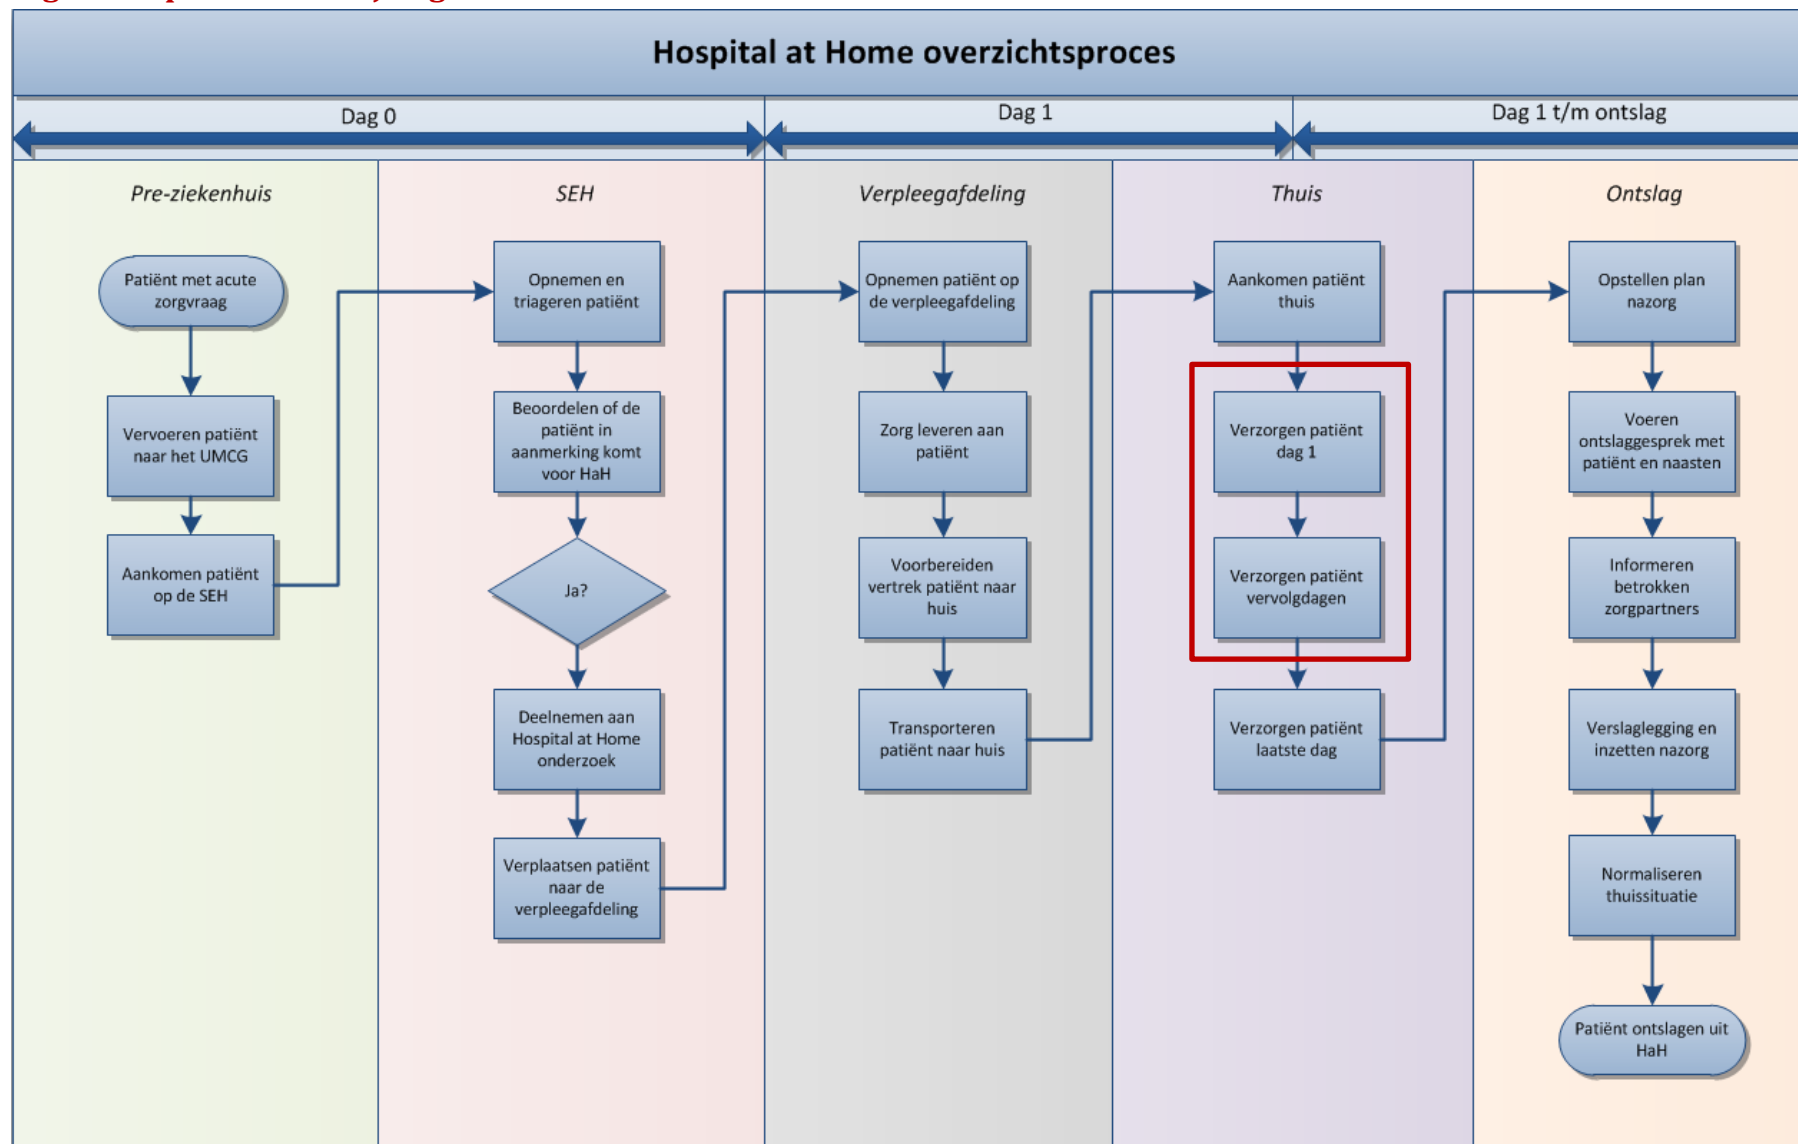 Hospital at Home overzichtsproces
Dag 0
Dag 1
Dag 1 t/m ontslag
Pre-ziekenhuis
SEH
Verpleegafdeling
Thuis
Ontslag
Patiënt met acute
zorgvraag
Vervoeren patiënt
naar het UMCG
Aankomen patiënt
op de SEH
Opnemen en
triageren patiënt
Beoordelen of de
patiënt in
aanmerking komt
voor HaH
Ja?
Deelnemen aan
Hospital at Home
onderzoek
Verplaatsen patiënt
naar de
verpleegafdeling
Opnemen patiënt op
de verpleegafdeling
Zorg leveren aan
patiënt
Voorbereiden
vertrek patiënt naar
huis
Transporteren
patiënt naar huis
Aankomen patiënt
thuis
Verzorgen patiënt
dag 1
Verzorgen patiënt
vervolgdagen
Verzorgen patiënt
laatste dag
Opstellen plan
nazorg
Voeren
ontslaggesprek met
patiënt en naasten
Informeren
betrokken
zorgpartners
Verslaglegging en
inzetten nazorg
Normaliseren
thuissituatie
Patiënt ontslagen uit
HaH